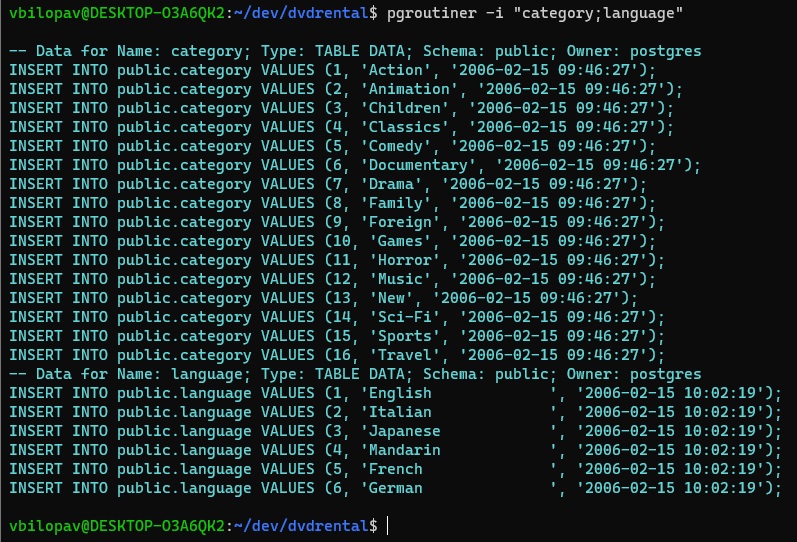 vbilopav@DESKTOP-O3A6QK2:~/dev/dvdrental$ pgroutiner -i "category;language"

-- Data for Name: category; Type: TABLE DATA; Schema: public; Owner: postgres
INSERT INTO public.category VALUES (1, 'Action', '2006-02-15 09:46:27');
INSERT INTO public.category VALUES (2, 'Animation', '2006-02-15 09:46:27');
INSERT INTO public.category VALUES (3, 'Children', '2006-02-15 09:46:27');
INSERT INTO public.category VALUES (4, 'Classics', '2006-02-15 09:46:27');
INSERT INTO public.category VALUES (5, 'Comedy', '2006-02-15 09:46:27');
INSERT INTO public.category VALUES (6, 'Documentary', '2006-02-15 09:46:27');
INSERT INTO public.category VALUES (7, 'Drama', '2006-02-15 09:46:27');
INSERT INTO public.category VALUES (8, 'Family', '2006-02-15 09:46:27');
INSERT INTO public.category VALUES (9, 'Foreign', '2006-02-15 09:46:27');
INSERT INTO public.category VALUES (10, 'Games', '2006-02-15 09:46:27');
INSERT INTO public.category VALUES (11, 'Horror', '2006-02-15 09:46:27');
INSERT INTO public.category VALUES (12, 'Music', '2006-02-15 09:46:27');
INSERT INTO public.category VALUES (13, 'New', '2006-02-15 09:46:27');
INSERT INTO public.category VALUES (14, 'Sci-Fi', '2006-02-15 09:46:27');
INSERT INTO public.category VALUES (15, 'Sports', '2006-02-15 09:46:27');
INSERT INTO public.category VALUES (16, 'Travel', '2006-02-15 09:46:27');
-- Data for Name: language; Type: TABLE DATA; Schema: public; Owner: postgres
INSERT INTO public.language VALUES (1, 'English             ', '2006-02-15 10:02:19');
INSERT INTO public.language VALUES (2, 'Italian             ', '2006-02-15 10:02:19');
INSERT INTO public.language VALUES (3, 'Japanese            ', '2006-02-15 10:02:19');
INSERT INTO public.language VALUES (4, 'Mandarin            ', '2006-02-15 10:02:19');
INSERT INTO public.language VALUES (5, 'French              ', '2006-02-15 10:02:19');
INSERT INTO public.language VALUES (6, 'German              ', '2006-02-15 10:02:19');

vbilopav@DESKTOP-O3A6QK2:~/dev/dvdrental$